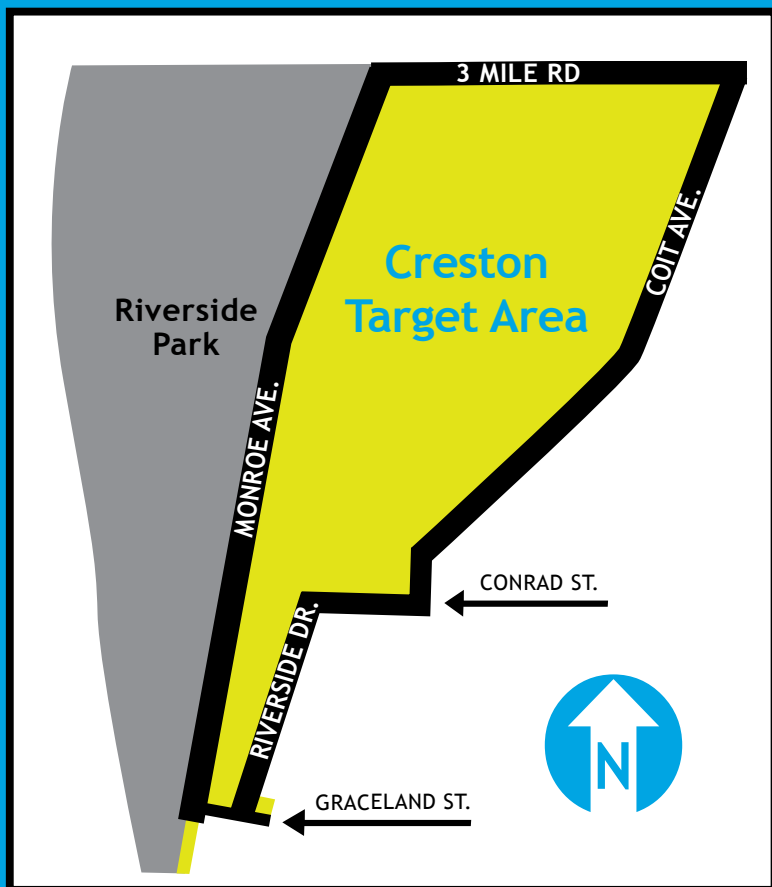 3 MILE RD
COIT AVE.
Creston
Target Area
Riverside
Park
MONROE AVE.
CONRAD ST.
RIVERSIDE DR.
GRACELAND ST.
N